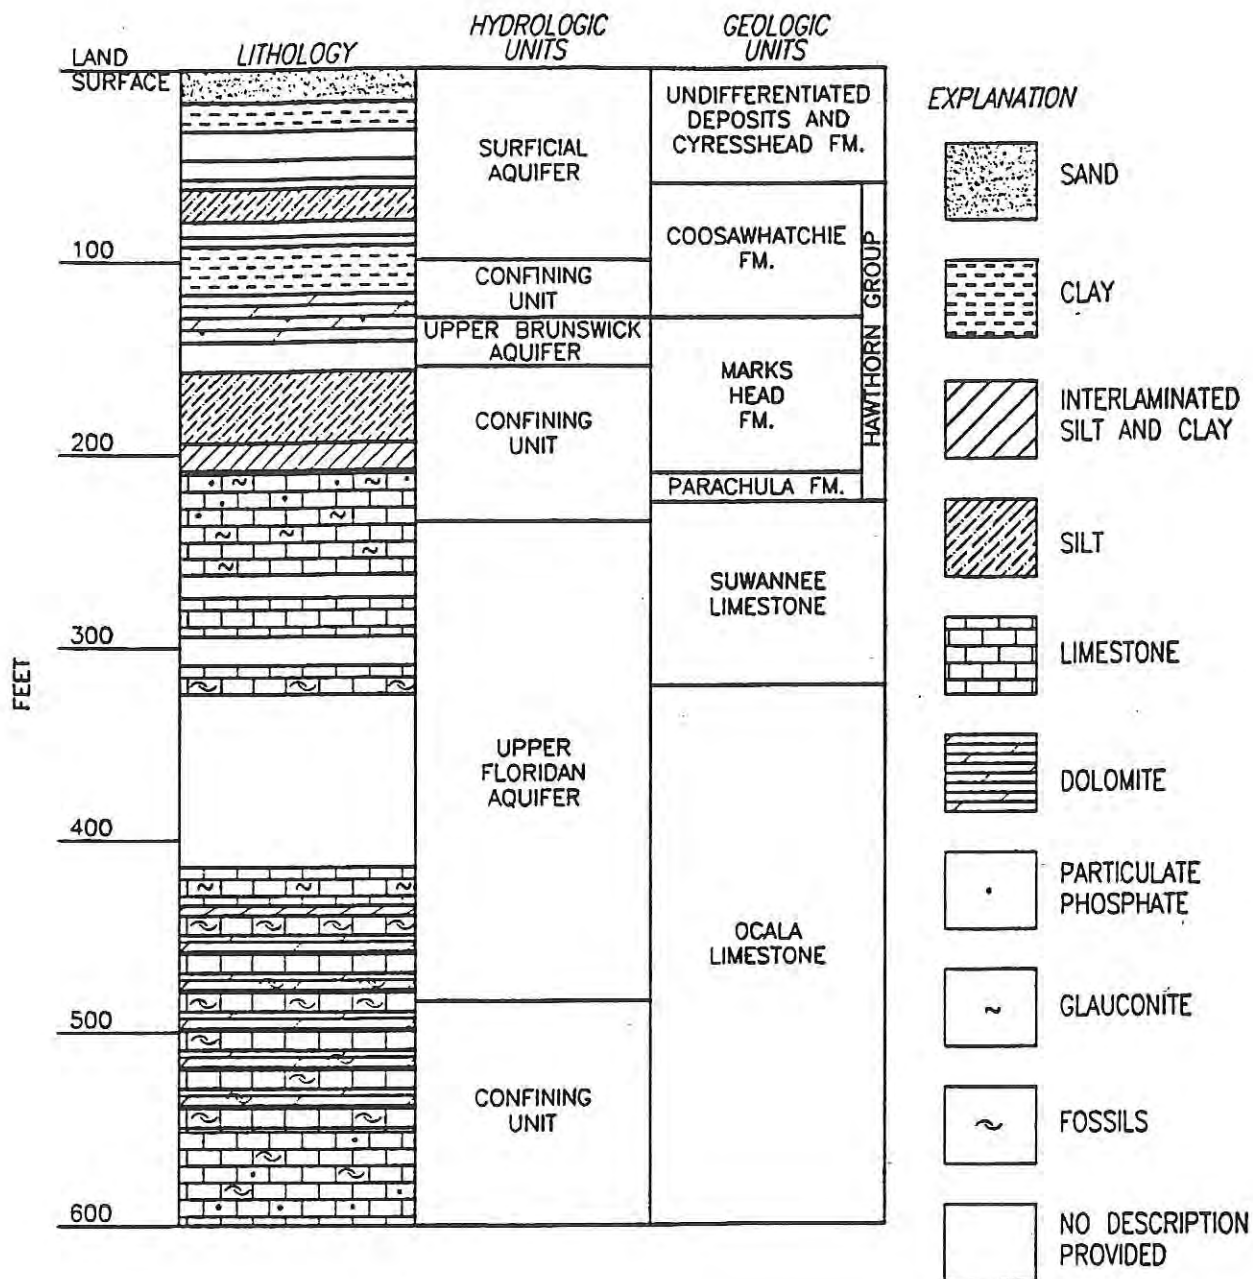 LAND
SURFACE
LITHOLOGY
HYDROLOGIC
UNITS
GEOLOGIC
UNITS
100
200
300
400
500
600
FEET
SURFICIAL
AQUIFER
CONFINING
UNIT
UPPER BRUNSWICK
AQUIFER
CONFINING
UNIT
UPPER
FLORIDAN
AQUIFER
CONFINING
UNIT
UNDIFFERENTIATED
DEPOSITS AND
CYRESSHEAD FM.
COOSAWHATCHIE
FM.
MARKS
HEAD
FM.
PARACHULA FM.
HAWTHORN GROUP
SUWANNEE
LIMESTONE
OCALA
LIMESTONE
EXPLANATION
SAND
CLAY
INTERLAMINATED
SILT AND CLAY
SILT
LIMESTONE
DOLOMITE
PARTICULATE
PHOSPHATE
GLAUCONITE
FOSSILS
NO DESCRIPTION
PROVIDED